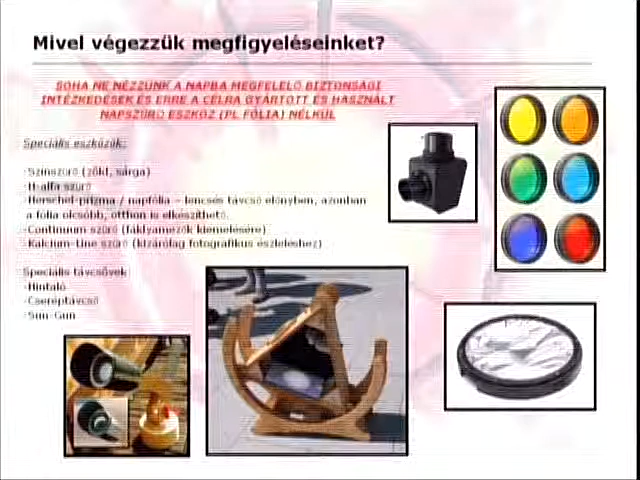 Mivel végezzük megfigyeléseinket?
SOHA NE NÉZZÜNK A NAPBA MEGFELELŐ BIZTONSÁGI
INTÉZKEDÉSEK ÉS ERRE A CÉLRA GYÁRTOTT ÉS HASZNÁLT
NAPSZŰRŐ ESZKÖZ (PL FÓLIA) NÉLKÜL
Speciális eszközök:
-Színszűrő (zöld, sárga)
-H-alfa szűrő
-Herschel-prizma / napfólia – lencsés távcső előnyben, azonban
a fólia olcsóbb, otthon is elkészíthető.
-Continuum szűrő (fáklyamezők kiemelésére)
-Kalcium-Line szűrő (kizárólag fotografikus észleléshez)
Speciális távcsövek:
-Hintaló
-Cseréptávcső
-Sun-Gun